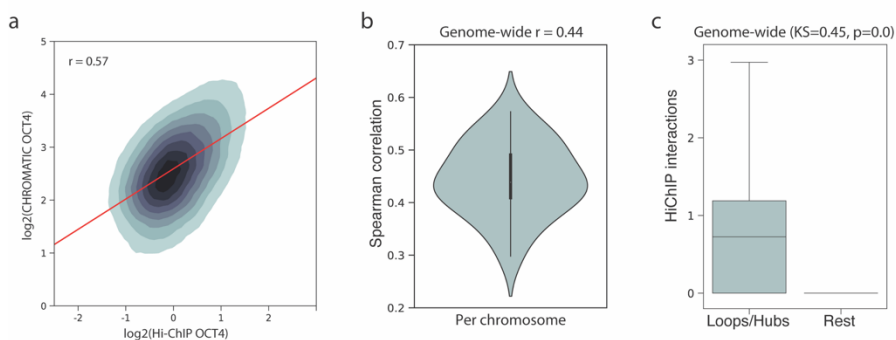 a
r = 0.57
5
4
3
2
1
0
log2(CHROMATIC OCT4)
-2
-1
0
1
2
log2(Hi-ChIP OCT4)
b
Genome-wide r = 0.44
0.7
0.6
0.5
0.4
0.3
0.2
Spearman correlation
Per chromosome
c
Genome-wide (KS=0.45, p=0.0)
3
2
1
0
HiChIP interactions
Loops/Hubs
Rest